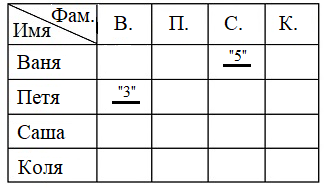 Фам.
Имя В. П. С. К.
Ваня "5"
Петя "3"
Саша
Коля